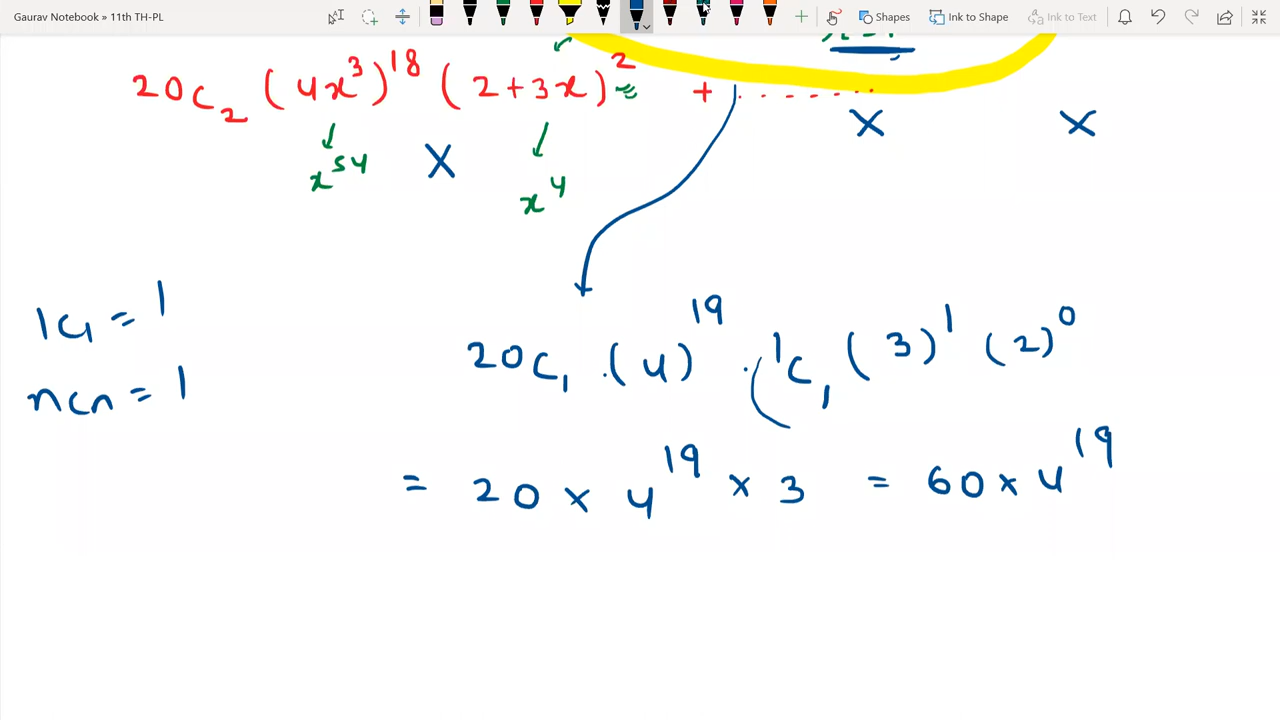 Gaurav Notebook » 11th TH-PL
Shapes Ink to Shape Ink to Text
20C₂ (4x³)¹⁸ (2+3x)² + . . . . . . .
x⁵⁴ X x⁴ X X
1C1 = 1
nCn = 1
20C₁ . (4)¹⁹ . ( ¹C₁ (3)¹ (2)⁰
= 20 × 4¹⁹ × 3 = 60 × 4¹⁹